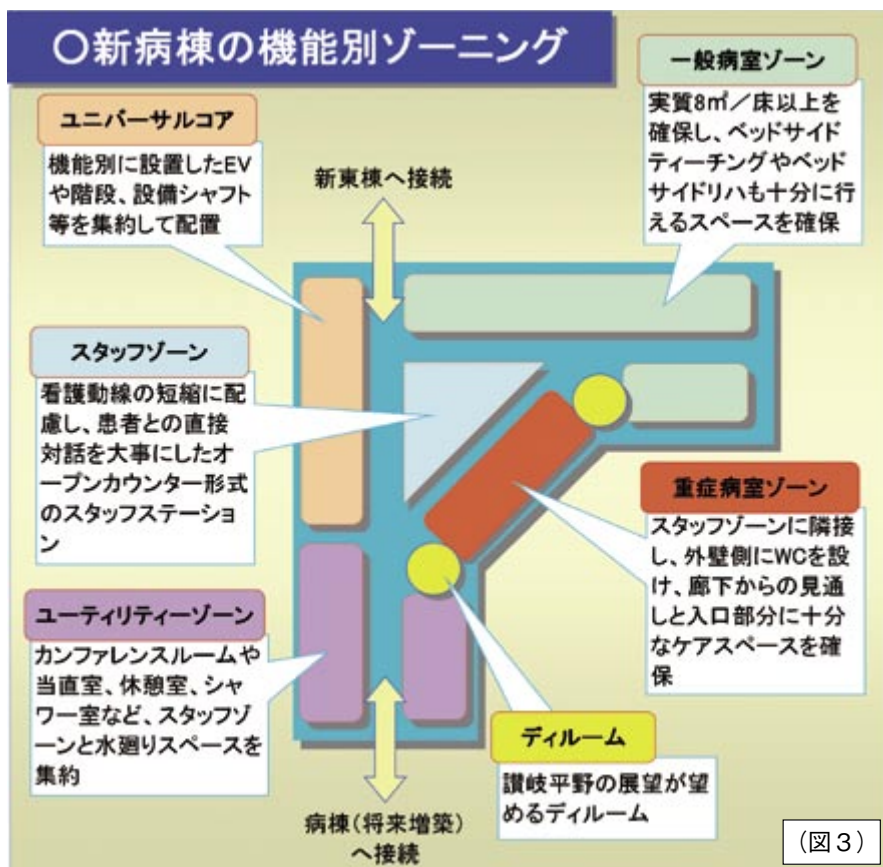 〇新病棟の機能別ゾーニング
一般病室ゾーン
実質8㎡／床以上を
確保し、ベッドサイド
ティーチングやベッド
サイドリハも十分に行
えるスペースを確保
ユニバーサルコア
機能別に設置したEV
や階段、設備シャフト
等を集約して配置
新東棟へ接続
スタッフゾーン
看護動線の短縮に配
慮し、患者との直接
対話を大事にしたオ
ープンカウンター形式
のスタッフステーショ
ン
重症病室ゾーン
スタッフゾーンに隣接
し、外壁側にWCを設
け、廊下からの見通
しと入口部分に十分
なケアスペースを確
保
ユーティリティーゾーン
カンファレンスルームや
当直室、休憩室、シャ
ワー室など、スタッフゾ
ーンと水廻りスペースを
集約
ディルーム
讃岐平野の展望が望
めるディルーム
病棟（将来増築）
へ接続
（図３）